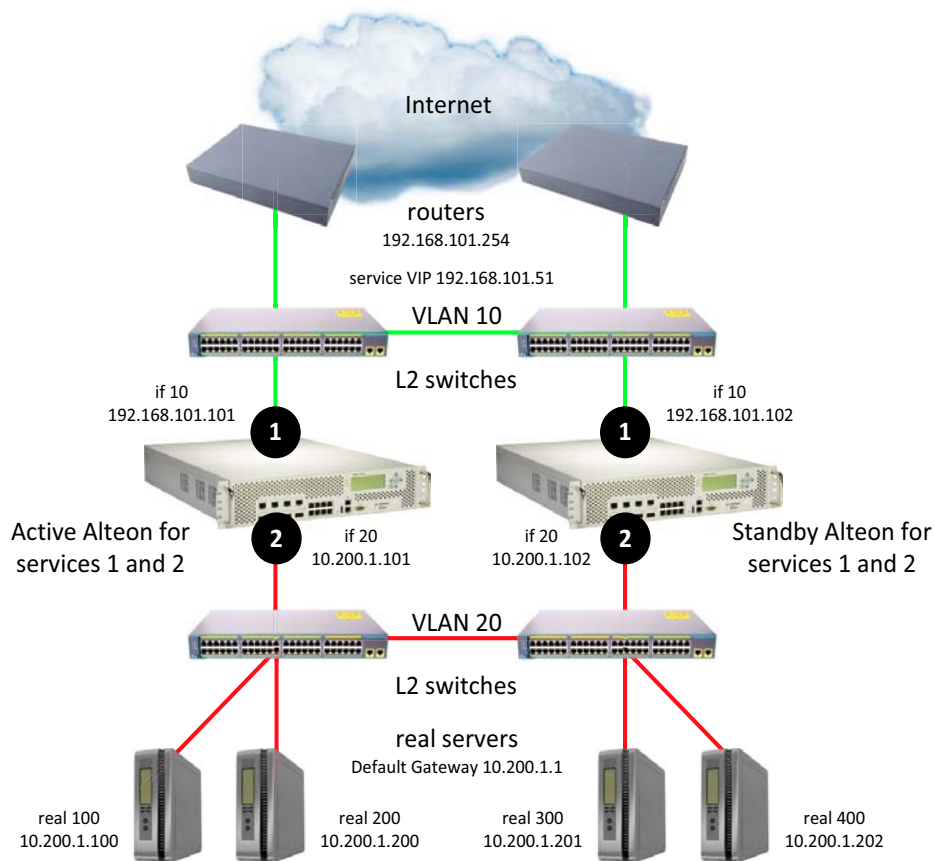 Internet
routers
192.168.101.254
service VIP 192.168.101.51
VLAN 10
L2 switches
if 10
192.168.101.101
if 10
192.168.101.102
1
1
Active Alteon for
services 1 and 2
2
if 20
10.200.1.101
if 20
10.200.1.102
2
Standby Alteon for
services 1 and 2
VLAN 20
L2 switches
real servers
Default Gateway 10.200.1.1
real 100
10.200.1.100
real 200
10.200.1.200
real 300
10.200.1.201
real 400
10.200.1.202